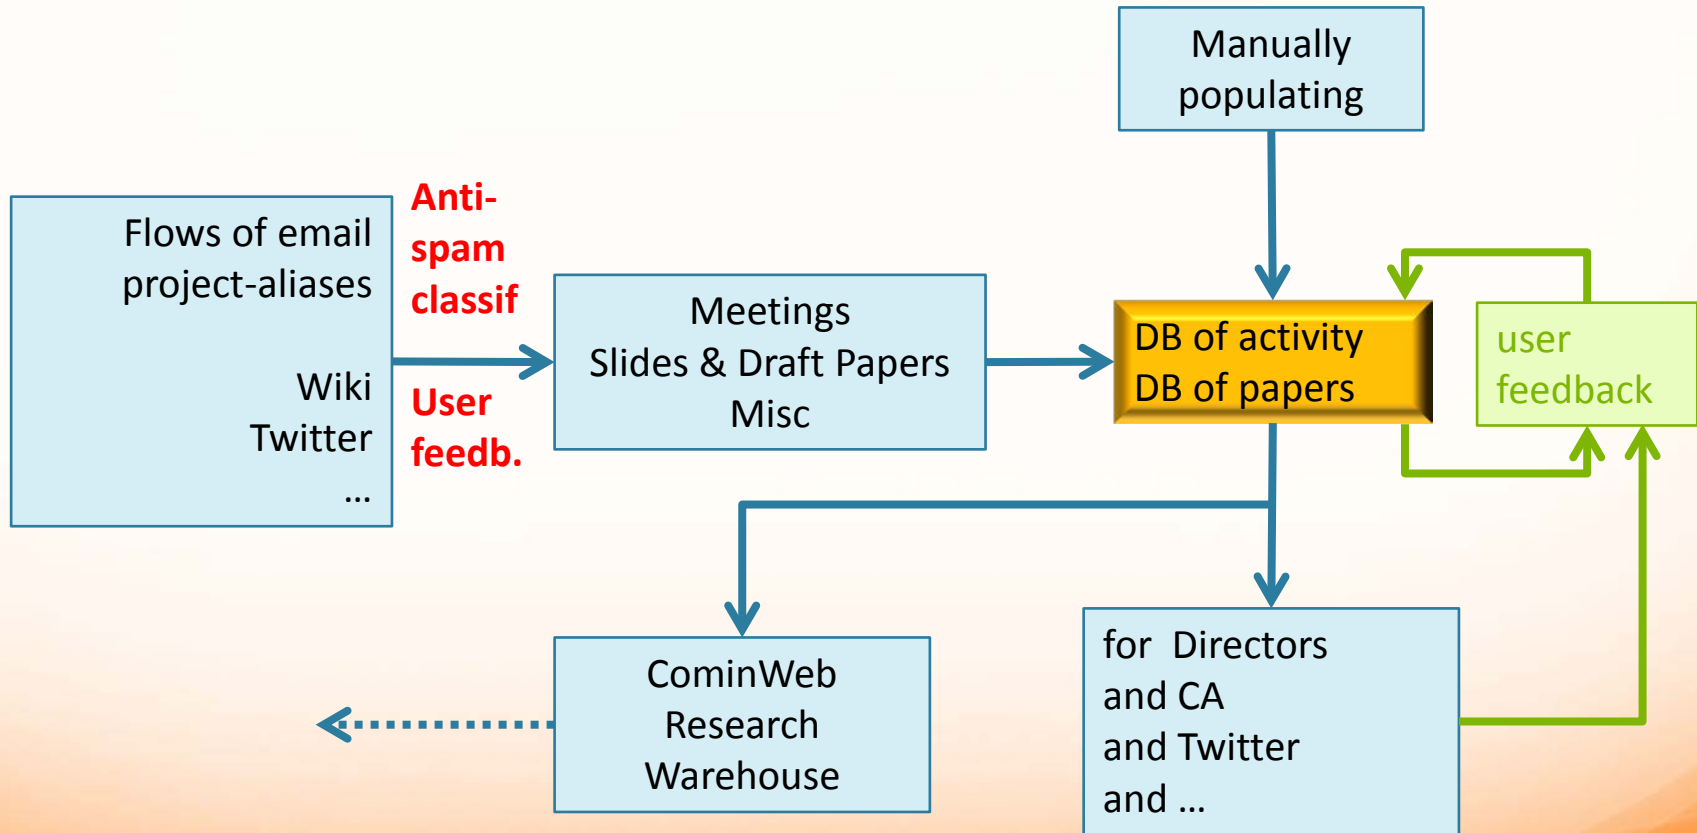 Manually
populating
Flows of email
project-aliases
Wiki
Twitter
...
Anti-
spam
classif
User
feedb.
Meetings
Slides & Draft Papers
Misc
DB of activity
DB of papers
user
feedback
CominWeb
Research
Warehouse
for Directors
and CA
and Twitter
and ...